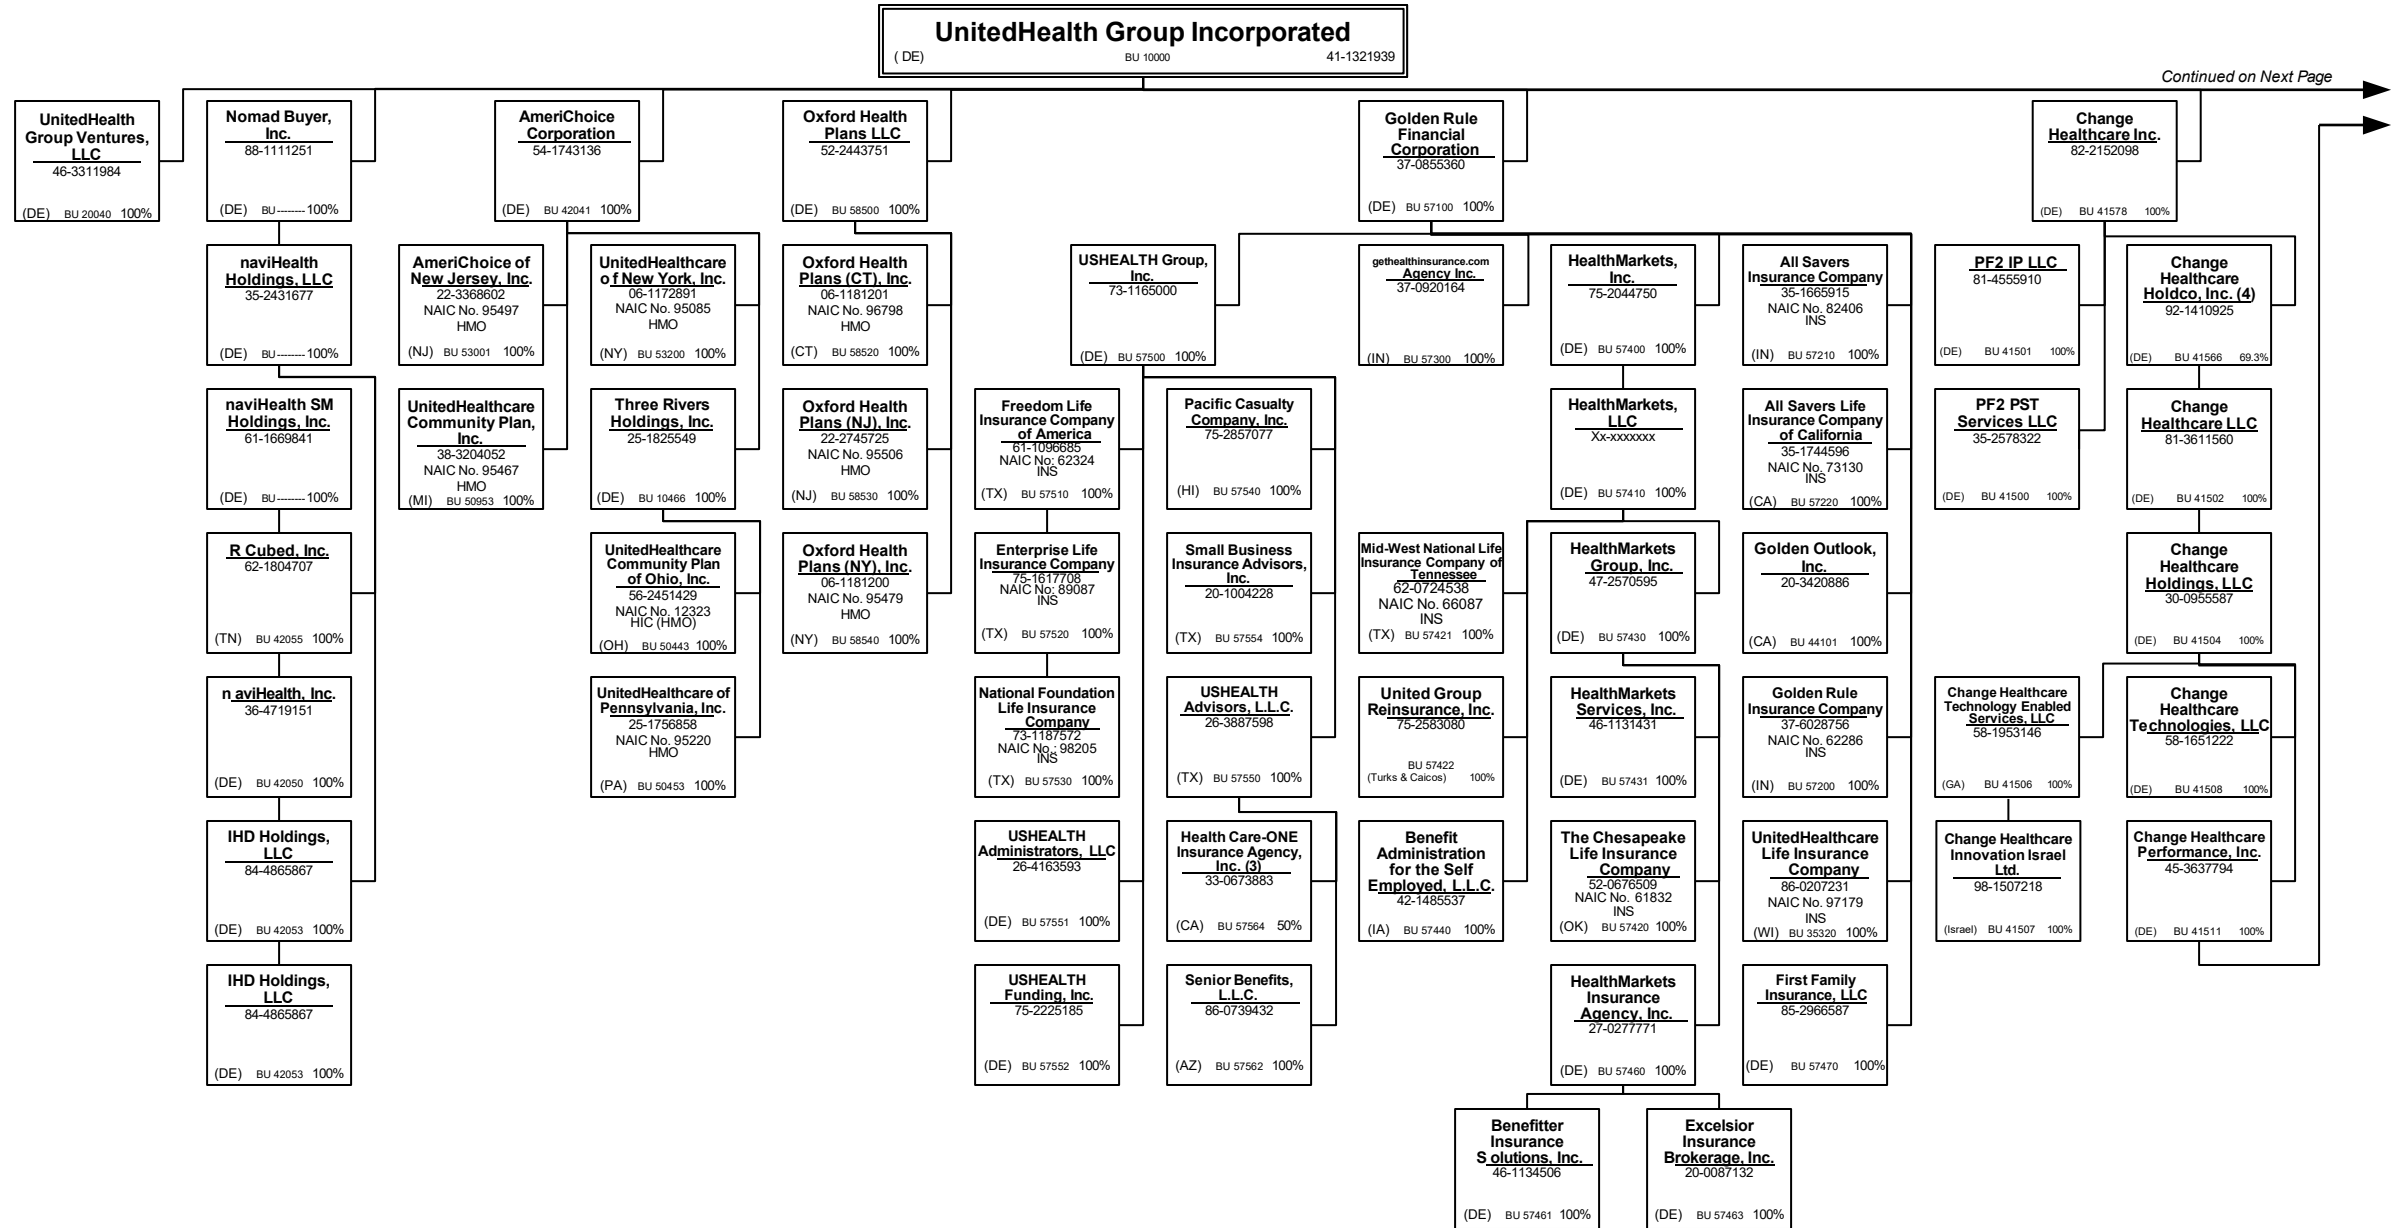 UnitedHealth Group Incorporated
( DE) BU 10000 41-1321939
Continued on Next Page
UnitedHealth
Group Ventures,
LLC
46-3311984
(DE) BU 20040 100%
Nomad Buyer,
Inc.
88-1111251
(DE) BU-------- 100%
AmeriChoice
Corporation
54-1743136
(DE) BU 42041 100%
Oxford Health
Plans LLC
52-2443751
(DE) BU 58500 100%
Golden Rule
Financial
Corporation
37-0855360
(DE) BU 57100 100%
Change
Healthcare Inc.
82-2152098
(DE) BU 41578 100%
naviHealth
Holdings, LLC
35-2431677
(DE) BU-------- 100%
AmeriChoice of
New Jersey, Inc.
22-3368602
NAIC No. 95497
HMO
(NJ) BU 53001 100%
UnitedHealthcare
of New York, Inc.
06-1172891
NAIC No. 95085
HMO
(NY) BU 53200 100%
Oxford Health
Plans (CT), Inc.
06-1181201
NAIC No. 96798
HMO
(CT) BU 58520 100%
USHEALTH Group,
Inc.
73-1165000
(DE) BU 57500 100%
gethealthinsurance.com
Agency Inc.
37-0920164
(IN) BU 57300 100%
HealthMarkets,
Inc.
75-2044750
(DE) BU 57400 100%
All Savers
Insurance Company
35-1665915
NAIC No. 82406
INS
(IN) BU 57210 100%
PF2 IP LLC
81-4555910
(DE) BU 41501 100%
Change
Healthcare
Holdco, Inc. (4)
92-1410925
(DE) BU 41566 69.3%
naviHealth SM
Holdings, Inc.
61-1669841
(DE) BU-------- 100%
UnitedHealthcare
Community Plan,
Inc.
38-3204052
NAIC No. 95467
HMO
(MI) BU 50953 100%
Three Rivers
Holdings, Inc.
25-1825549
(DE) BU 10466 100%
Oxford Health
Plans (NJ), Inc.
22-2745725
NAIC No. 95506
HMO
(NJ) BU 58530 100%
Freedom Life
Insurance Company
of America
61-1096685
NAIC No: 62324
INS
(TX) BU 57510 100%
Pacific Casualty
Company, Inc.
75-2857077
(HI) BU 57540 100%
HealthMarkets,
LLC
Xx-xxxxxxx
(DE) BU 57410 100%
All Savers Life
Insurance Company
of California
35-1744596
NAIC No. 73130
INS
(CA) BU 57220 100%
PF2 PST
Services LLC
35-2578322
(DE) BU 41500 100%
Change
Healthcare LLC
81-3611560
(DE) BU 41502 100%
R Cubed, Inc.
62-1804707
(TN) BU 42055 100%
UnitedHealthcare
Community Plan
of Ohio, Inc.
56-2451429
NAIC No. 12323
HIC (HMO)
(OH) BU 50443 100%
Oxford Health
Plans (NY), Inc.
06-1181200
NAIC No. 95479
HMO
(NY) BU 58540 100%
Enterprise Life
Insurance Company
75-1617708
NAIC No: 89087
INS
(TX) BU 57520 100%
Small Business
Insurance Advisors,
Inc.
20-1004228
(TX) BU 57554 100%
Mid-West National Life
Insurance Company of
Tennessee
62-0724538
NAIC No. 66087
INS
(TX) BU 57421 100%
HealthMarkets
Group, Inc.
47-2570595
(DE) BU 57430 100%
Golden Outlook,
Inc.
20-3420886
(CA) BU 44101 100%
Change
Healthcare
Holdings, LLC
30-0955587
(DE) BU 41504 100%
n aviHealth, Inc.
36-4719151
(DE) BU 42050 100%
UnitedHealthcare of
Pennsylvania, Inc.
25-1756858
NAIC No. 95220
HMO
(PA) BU 50453 100%
National Foundation
Life Insurance
Company
73-1187572
NAIC No.: 98205
INS
(TX) BU 57530 100%
USHEALTH
Advisors, L.L.C.
26-3887598
(TX) BU 57550 100%
United Group
Reinsurance, Inc.
75-2583080
BU 57422
(Turks & Caicos) 100%
HealthMarkets
Services, Inc.
46-1131431
(DE) BU 57431 100%
Golden Rule
Insurance Company
37-6028756
NAIC No. 62286
INS
(IN) BU 57200 100%
Change Healthcare
Technology Enabled
Services, LLC
58-1953146
(GA) BU 41506 100%
Change
Healthcare
Technologies, LLC
58-1651222
(DE) BU 41508 100%
IHD Holdings,
LLC
84-4865867
(DE) BU 42053 100%
USHEALTH
Administrators, LLC
26-4163593
(DE) BU 57551 100%
Health Care-ONE
Insurance Agency,
Inc. (3)
33-0673883
(CA) BU 57564 50%
Benefit
Administration
for the Self
Employed, L.L.C.
42-1485537
(IA) BU 57440 100%
The Chesapeake
Life Insurance
Company
52-0676509
NAIC No. 61832
INS
(OK) BU 57420 100%
UnitedHealthcare
Life Insurance
Company
86-0207231
NAIC No. 97179
INS
(WI) BU 35320 100%
Change Healthcare
Innovation Israel
Ltd.
98-1507218
(Israel) BU 41507 100%
Change Healthcare
Performance, Inc.
45-3637794
(DE) BU 41511 100%
IHD Holdings,
LLC
84-4865867
(DE) BU 42053 100%
USHEALTH
Funding, Inc.
75-2225185
(DE) BU 57552 100%
Senior Benefits,
L.L.C.
86-0739432
(AZ) BU 57562 100%
HealthMarkets
Insurance
Agency, Inc.
27-0277771
(DE) BU 57460 100%
First Family
Insurance, LLC
85-2966587
(DE) BU 57470 100%
Benefitter
Insurance
S olutions, Inc.
46-1134506
(DE) BU 57461 100%
Excelsior
Insurance
Brokerage, Inc.
20-0087132
(DE) BU 57463 100%